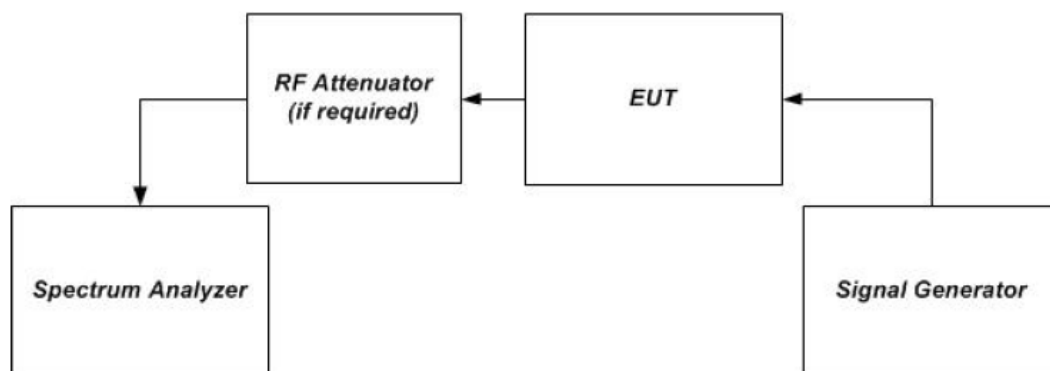 RF Attenuator
(if required)
EUT
Spectrum Analyzer
Signal Generator